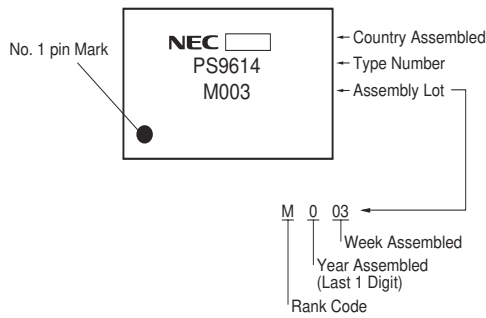 No. 1 pin Mark
NEC
PS9614
M003
Country Assembled
Type Number
Assembly Lot
M 0 03
Week Assembled
Year Assembled
(Last 1 Digit)
Rank Code